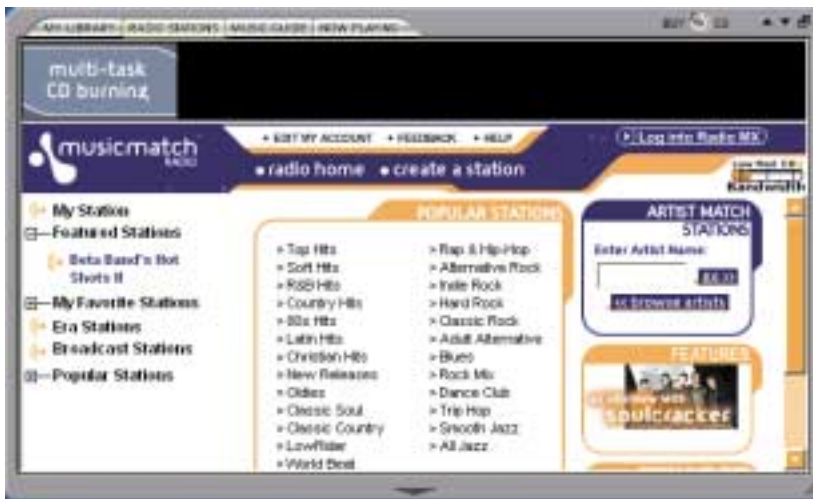 MY LIBRARY | RADIO STATIONS | MUSIC GUIDE | NOW PLAYING
BUY CD
multi-task
CD burning
musicmatch
RADIO
+ EDIT MY ACCOUNT + FEEDBACK + HELP
Log into Radio MX
radio home
create a station
Bandwidth
My Station
Featured Stations
Beta Band's Hot
Shots II
My Favorite Stations
Era Stations
Broadcast Stations
Popular Stations
POPULAR STATIONS
» Top Hits
» Soft Hits
» R&B Hits
» Country Hits
» 80s Hits
» Latin Hits
» Christian Hits
» New Releases
» Oldies
» Classic Soul
» Classic Country
» LowRider
» World Beat
» Rap & Hip-Hop
» Alternative Rock
» Indie Rock
» Hard Rock
» Classic Rock
» Adult Alternative
» Blues
» Rock Mix
» Dance Club
» Trip Hop
» Smooth Jazz
» All Jazz
ARTIST MATCH
STATIONS
Enter Artist Name:
GO >>
<< browse artists
FEATURES
an interview with
soulcracker